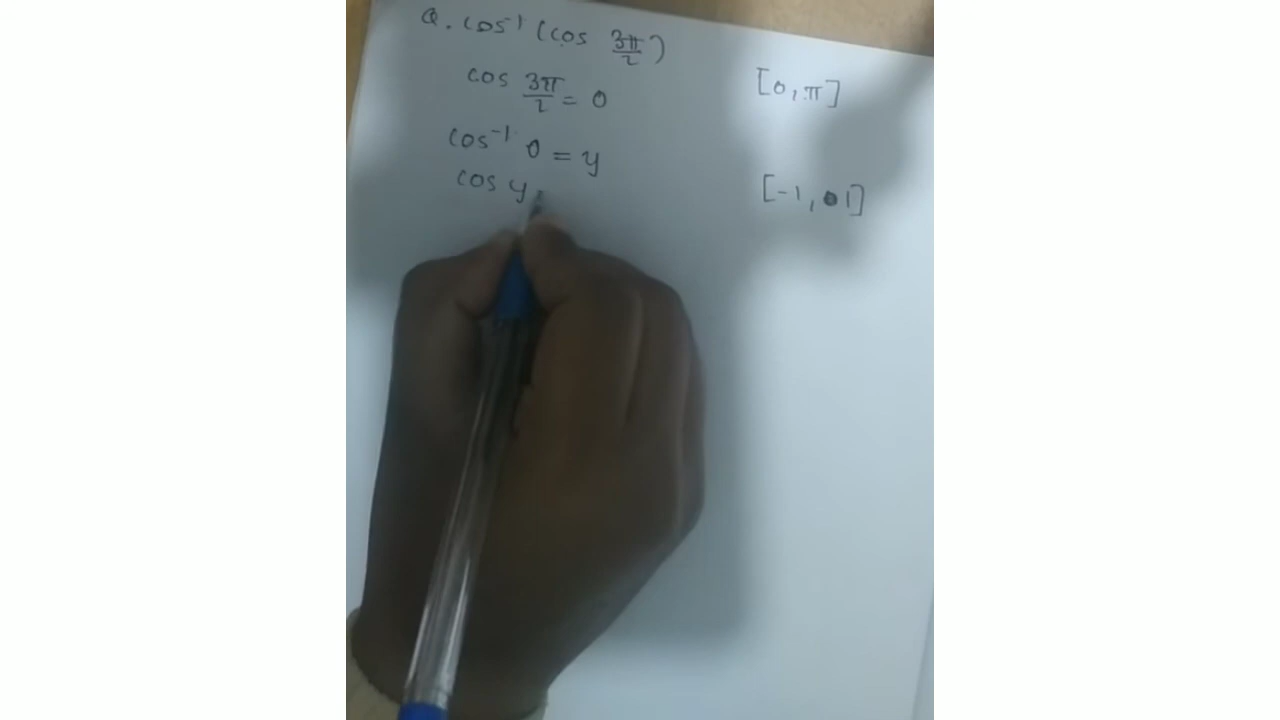 Q. cos⁻¹ (cos 3π/2)
cos 3π/2 = 0
[0, π]
cos⁻¹ 0 = y
cos y
[-1, 1]